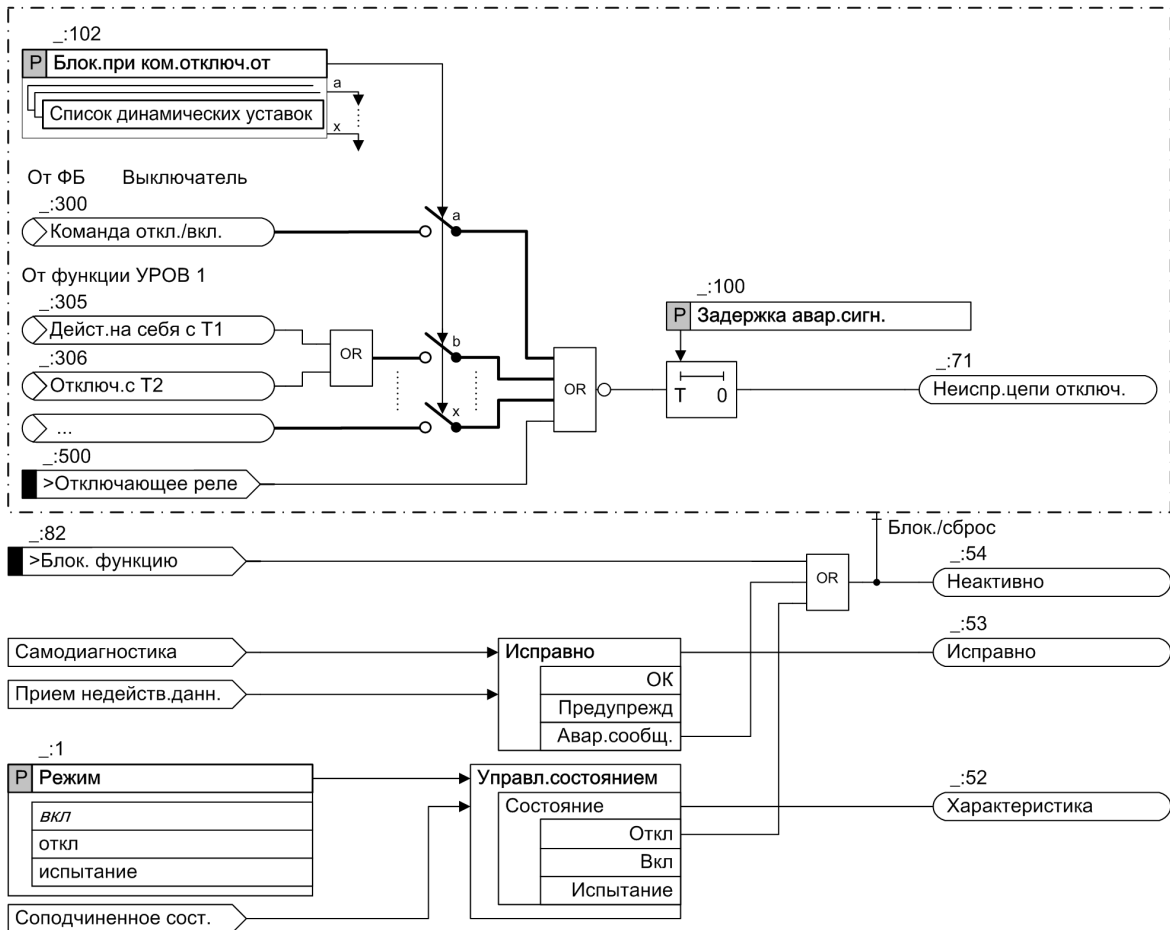 _:102
P Блок.при ком.отключ.от
a
Список динамических уставок
x
От ФБ Выключатель
_:300
Команда откл./вкл.
a
От функции УРОВ 1
_:305
Дейст.на себя с T1
_:306
Отключ.с T2
OR
b
...
x
_:500
>Отключающее реле
OR
_:100
P Задержка авар.сигн.
T 0
_:71
Неиспр.цепи отключ.
Блок./сброс
_:82
>Блок. функцию
OR
_:54
Неактивно
Самодиагностика
Прием недейств.данн.
Исправно
ОК
Предупрежд
Авар.сообщ.
_:53
Исправно
_:1
P Режим
вкл
откл
испытание
Соподчиненное сост.
Управл.состоянием
Состояние
Откл
Вкл
Испытание
_:52
Характеристика